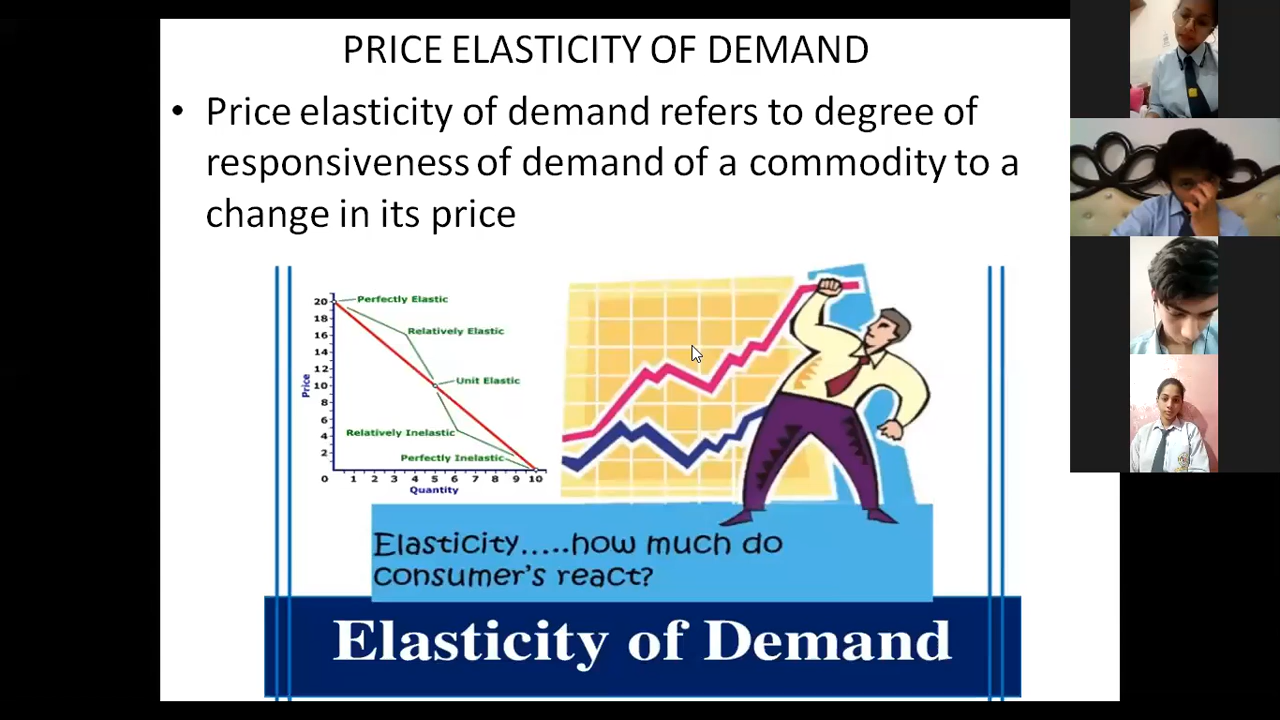 PRICE ELASTICITY OF DEMAND
• Price elasticity of demand refers to degree of
responsiveness of demand of a commodity to a
change in its price
20
Perfectly Elastic
18
16
Relatively Elastic
14
12
Price
10
Unit Elastic
8
6
4
Relatively Inelastic
2
Perfectly Inelastic
0 1 2 3 4 5 6 7 8 9 10
Quantity
Elasticity.....how much do
consumer's react?
Elasticity of Demand